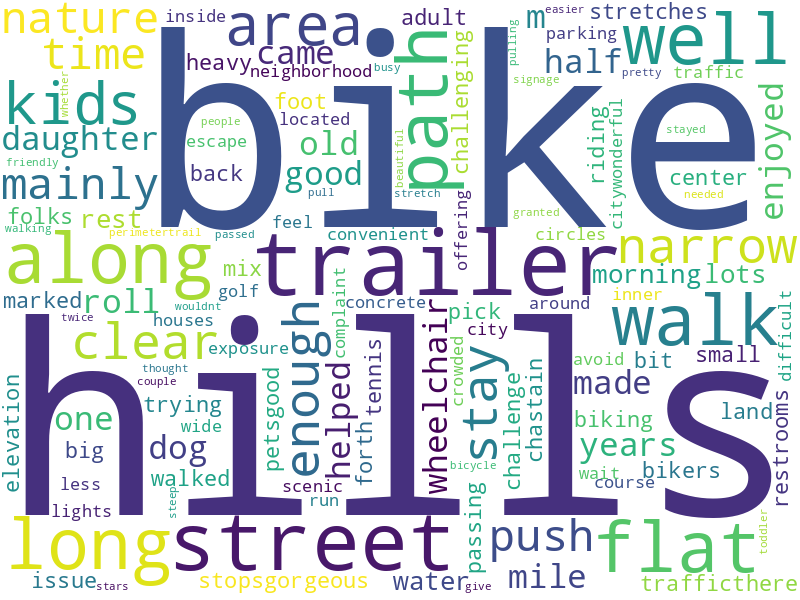 nature
inside
area
adult
m
easier
stretches
time
heavy
came
busy
pulling
parking
well
neighborhood
half
pretty
traffic
kids
whether
bike
path
signage
foot
located
challenging
people
old
riding
citywonderful
stayed
enjoyed
daughter
escape
friendly
back
good
beautiful
center
mainly
pull
stretch
needed
folks
rest
feel
granted
walking
perimetertrail
passed
convenient
offering
circles
along
trailer
narrow
mix
morning
lots
marked
roll
golf
concrete
wheelchair
around
inner
walk
houses
wouldnt
enough
complaint
pick
city
twice
clear
exposure
helped
tennis
crowded
stay
avoid
bit
small
difficult
thought
couple
made
elevation
one
trying
wide
petsgood
forth
challenge
chastain
biking
land
restrooms
hills
big
dog
years
less
walked
bicycle
wait
bikers
lights
steep
scenic
run
course
passing
long
street
push
flat
toddler
issue
stars
stopsgorgeous
water
give
mile
trafficthere